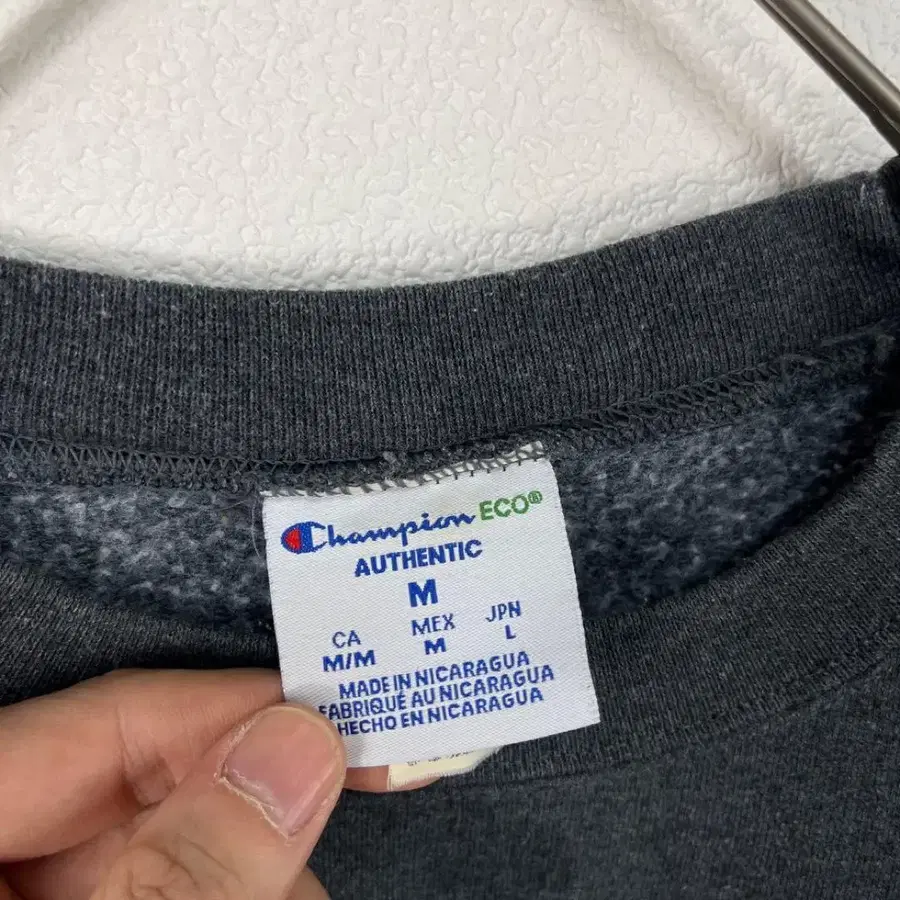 Champion ECO®
AUTHENTIC
M
CA MEX JPN
M/M M L
MADE IN NICARAGUA
FABRIQUÉ AU NICARAGUA
HECHO EN NICARAGUA